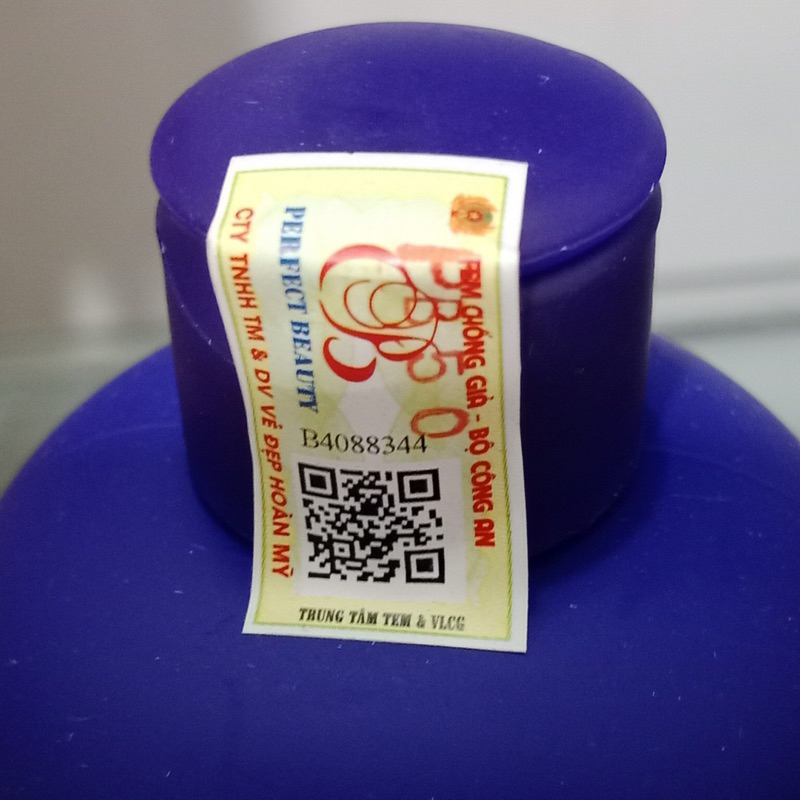 TEM CHỐNG GIẢ - BỘ CÔNG AN
PERFECT BEAUTY
CTY TNHH TM & DV VẺ ĐẸP HOÀN MỸ
B4088344
TRUNG TÂM TEM & VLCG